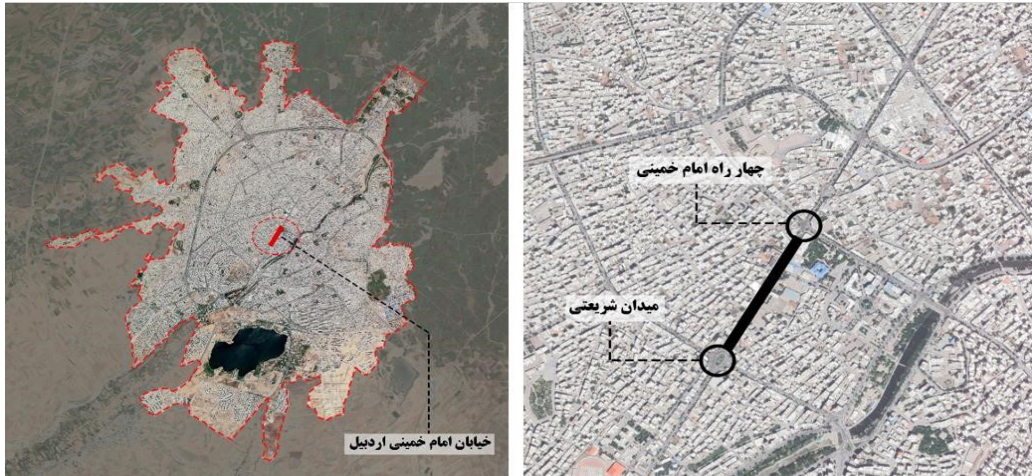 چهار راه امام خمینی
میدان شریعتی
خیابان امام خمینی اردبیل